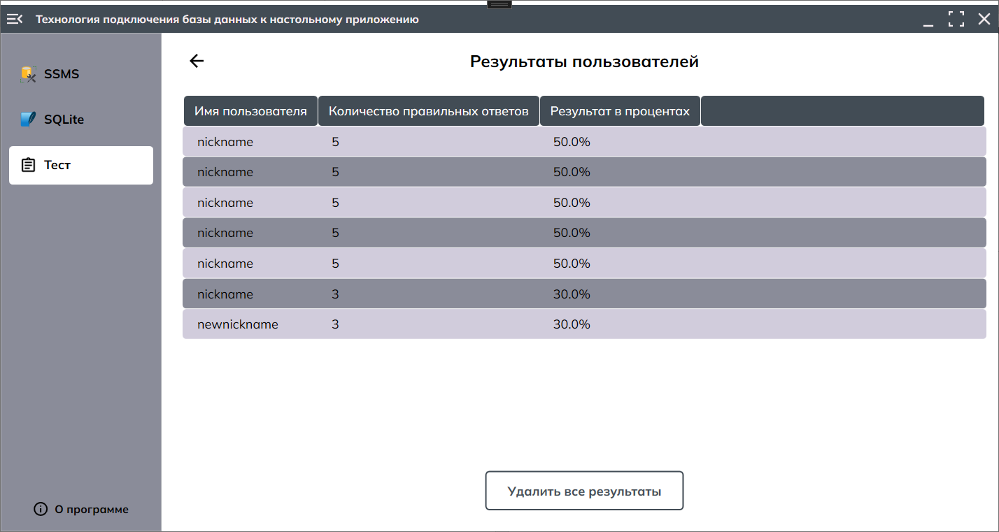 Технология подключения базы данных к настольному приложению
SSMS
SQLite
Тест
О программе
Результаты пользователей
Имя пользователя Количество правильных ответов Результат в процентах
nickname 5 50.0%
nickname 5 50.0%
nickname 5 50.0%
nickname 5 50.0%
nickname 5 50.0%
nickname 3 30.0%
newnickname 3 30.0%
Удалить все результаты